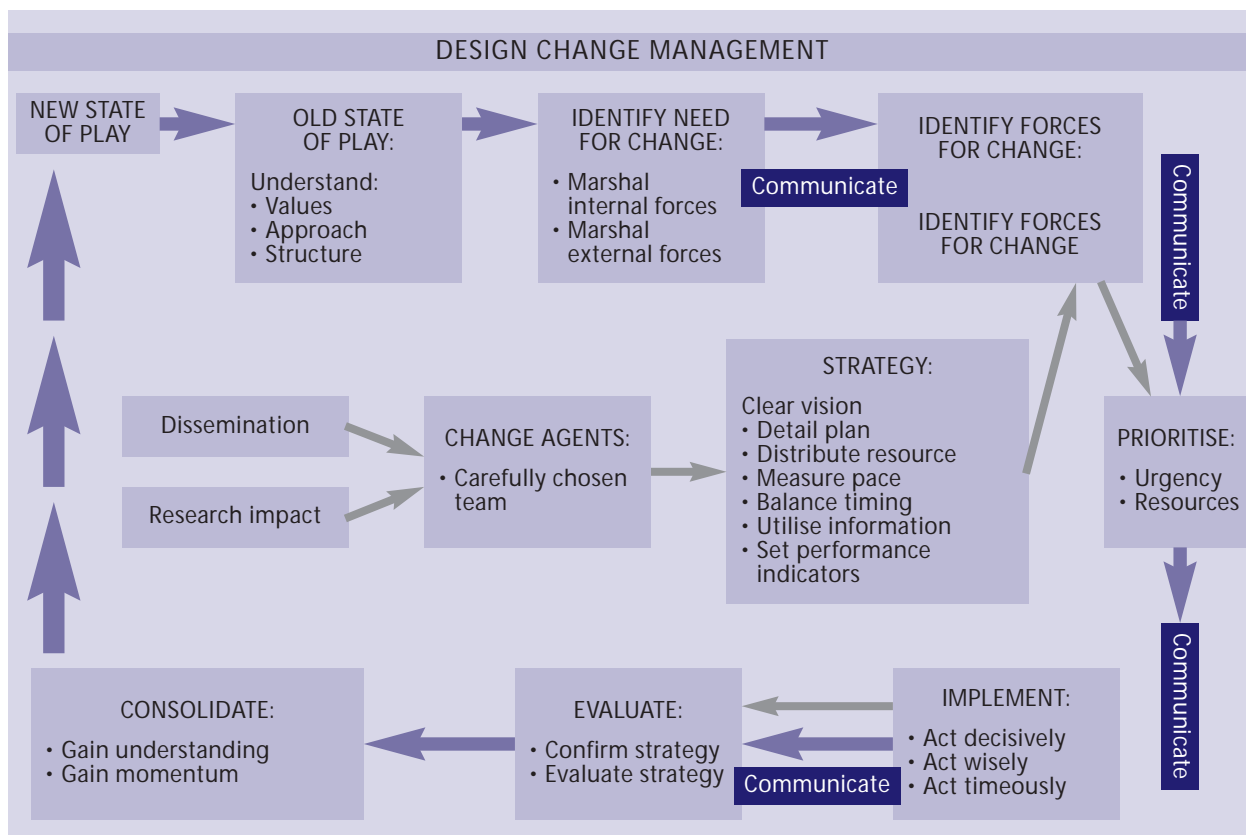 DESIGN CHANGE MANAGEMENT
NEW STATE
OF PLAY
OLD STATE
OF PLAY:
Understand:
• Values
• Approach
• Structure
IDENTIFY NEED
FOR CHANGE:
• Marshal
internal forces
• Marshal
external forces
Communicate
IDENTIFY FORCES
FOR CHANGE:
IDENTIFY FORCES
FOR CHANGE
Communicate
Dissemination
Research impact
CHANGE AGENTS:
• Carefully chosen
team
STRATEGY:
Clear vision
• Detail plan
• Distribute resource
• Measure pace
• Balance timing
• Utilise information
• Set performance
indicators
PRIORITISE:
• Urgency
• Resources
Communicate
CONSOLIDATE:
• Gain understanding
• Gain momentum
EVALUATE:
• Confirm strategy
• Evaluate strategy
Communicate
IMPLEMENT:
• Act decisively
• Act wisely
• Act timeously